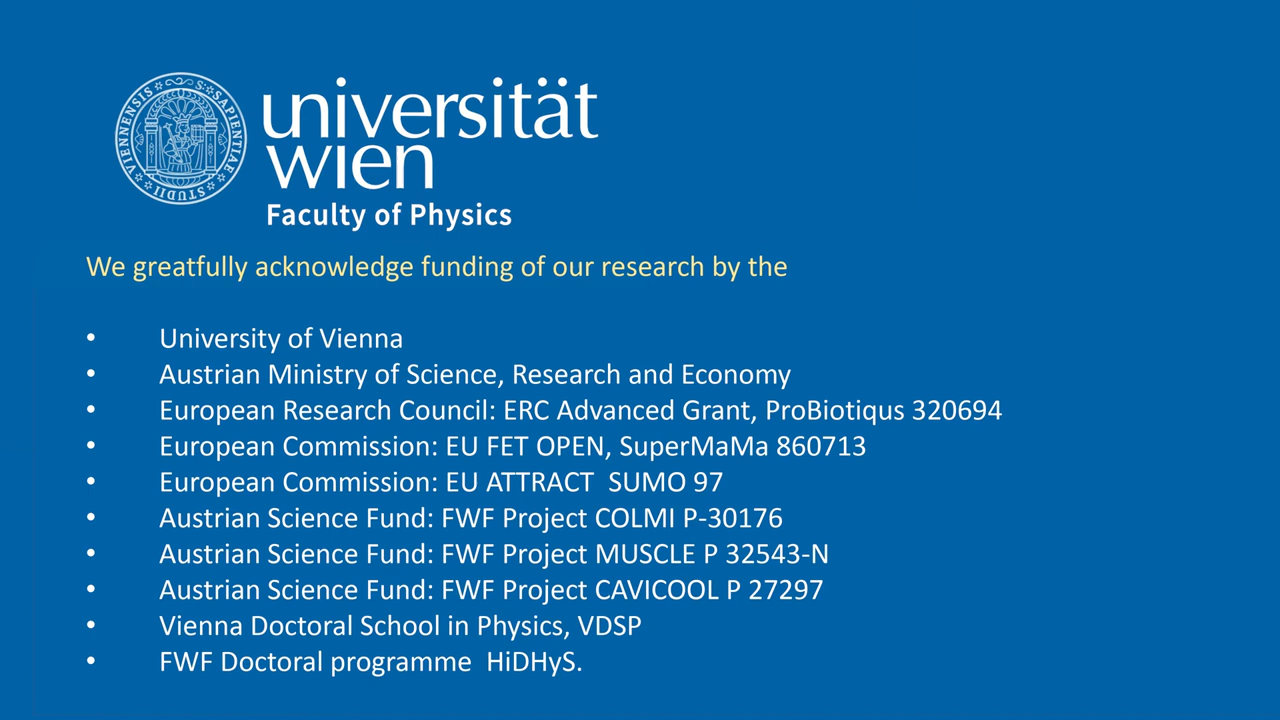 VIENNENSIS · S · SAPIENTIAE · STUDII
universität
wien
Faculty of Physics
We greatfully acknowledge funding of our research by the
• University of Vienna
• Austrian Ministry of Science, Research and Economy
• European Research Council: ERC Advanced Grant, ProBiotiqus 320694
• European Commission: EU FET OPEN, SuperMaMa 860713
• European Commission: EU ATTRACT  SUMO 97
• Austrian Science Fund: FWF Project COLMI P-30176
• Austrian Science Fund: FWF Project MUSCLE P 32543-N
• Austrian Science Fund: FWF Project CAVICOOL P 27297
• Vienna Doctoral School in Physics, VDSP
• FWF Doctoral programme  HiDHyS.